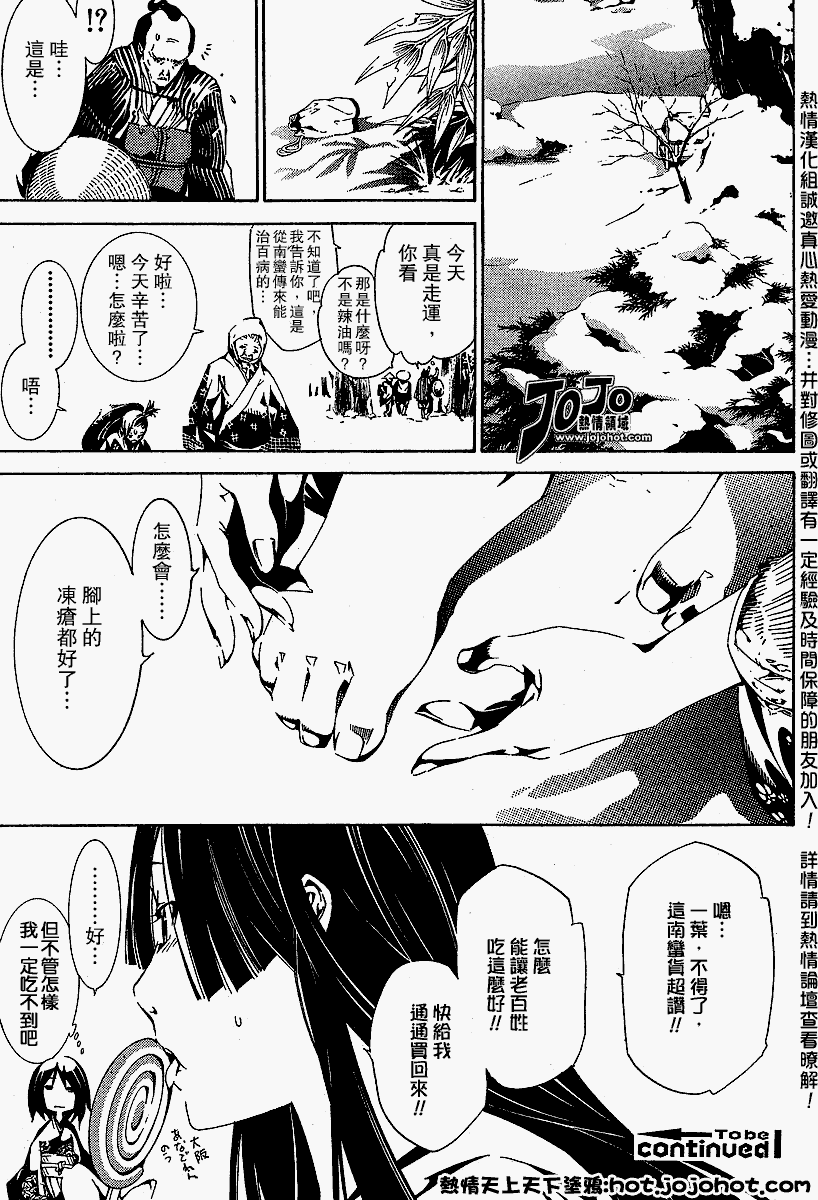 !?
哇…
這是…
今天
真是走運，
你看
那是什麼呀？
不是辣油嗎？
不知道了吧，
我告訴你，這是
從南蠻傳來能
治百病的…
好啦…
今天辛苦了…
嗯…怎麼啦？
………
唔…
JOJO
熱情領域
www.jojohot.com
怎麼會……
腳上的
凍瘡都好了…
嗯…
一葉，不得了，
這南蠻貨超讚!!
怎麼
能讓老百姓
吃這麼好!!
快給我
通通買回來!!
………好…
但不管怎樣
我一定吃不到吧
大阪
あなどれん
のう
To be
continued
熱情漢化組誠邀真心熱愛動漫…并對修圖或翻譯有一定經驗及時間保障的朋友加入！ 詳情請到熱情論壇查看瞭解！
熱情天上天下塗鴉:hot.jojohot.com